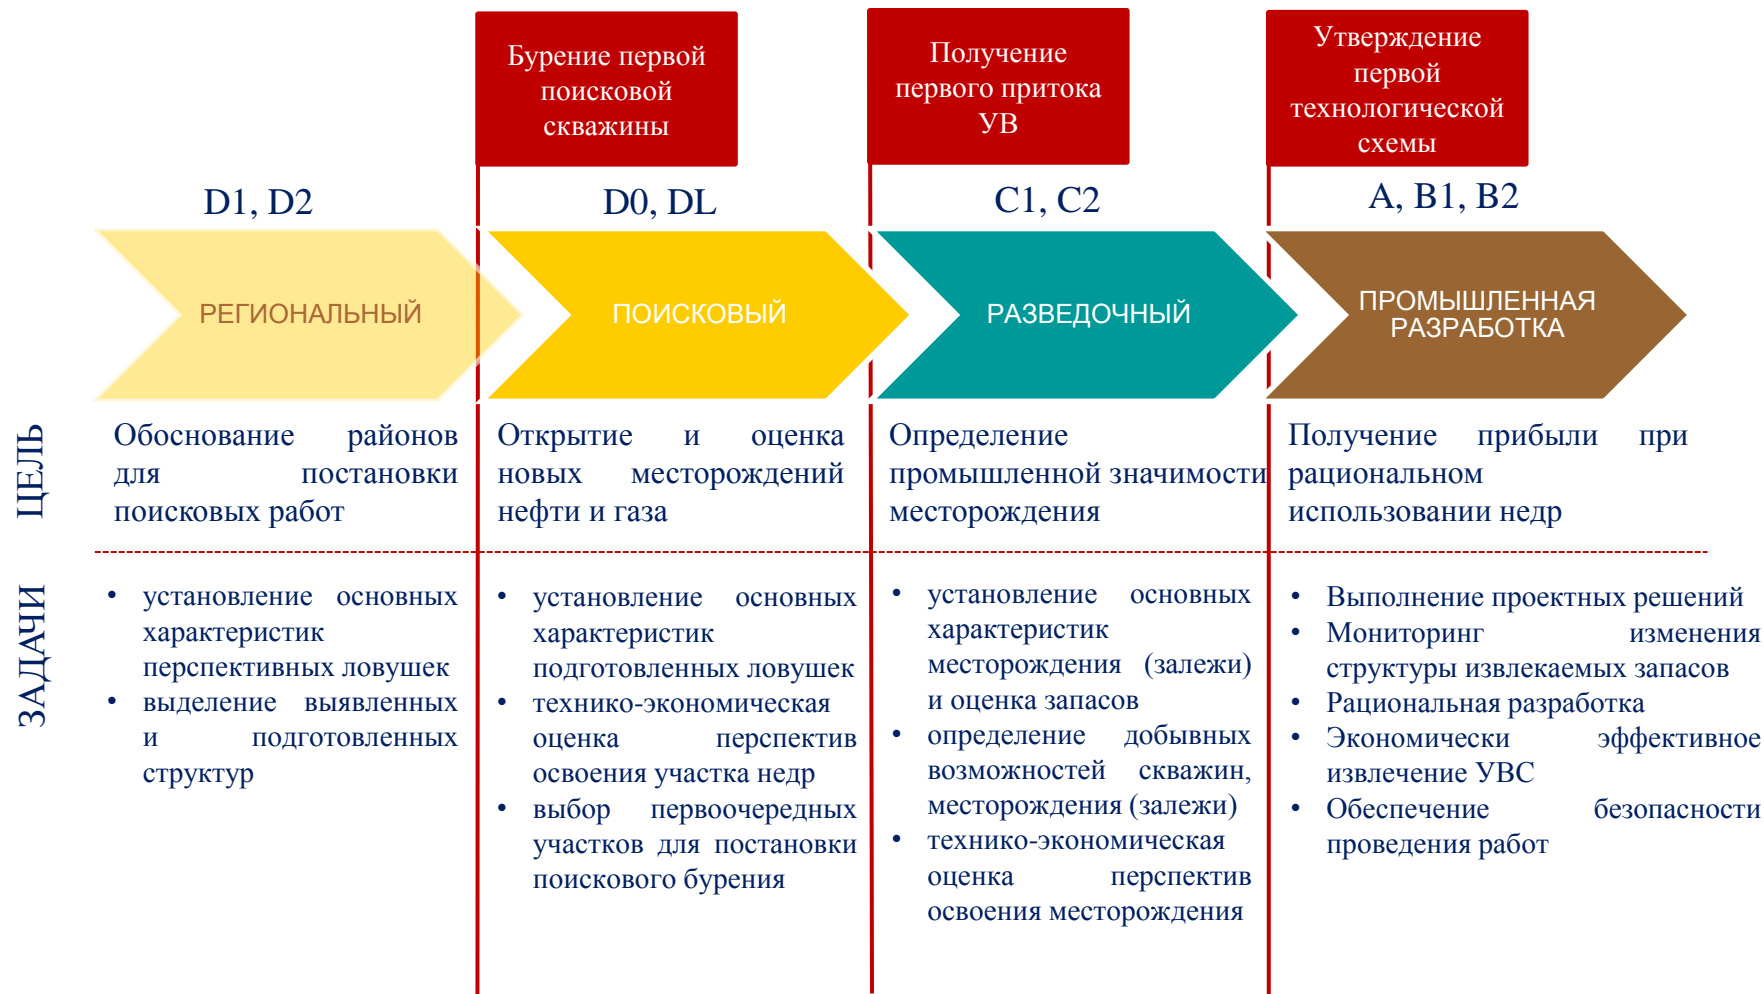 Бурение первой
поисковой
скважины
Получение
первого притока
УВ
Утверждение
первой
технологической
схемы
D1, D2
D0, DL
C1, C2
A, B1, B2
РЕГИОНАЛЬНЫЙ
ПОИСКОВЫЙ
РАЗВЕДОЧНЫЙ
ПРОМЫШЛЕННАЯ
РАЗРАБОТКА
ЦЕЛЬ
Обоснование районов
для постановки
поисковых работ
Открытие и оценка
новых месторождений
нефти и газа
Определение
промышленной значимости
месторождения
Получение прибыли при
рациональном
использовании недр
ЗАДАЧИ
• установление основных
характеристик
перспективных ловушек
• выделение выявленных
и подготовленных
структур
• установление основных
характеристик
подготовленных ловушек
• технико-экономическая
оценка перспектив
освоения участка недр
• выбор первоочередных
участков для постановки
поискового бурения
• установление основных
характеристик
месторождения (залежи)
и оценка запасов
• определение добывных
возможностей скважин,
месторождения (залежи)
• технико-экономическая
оценка перспектив
освоения месторождения
• Выполнение проектных решений
• Мониторинг изменения
структуры извлекаемых запасов
• Рациональная разработка
• Экономически эффективное
извлечение УВС
• Обеспечение безопасности
проведения работ